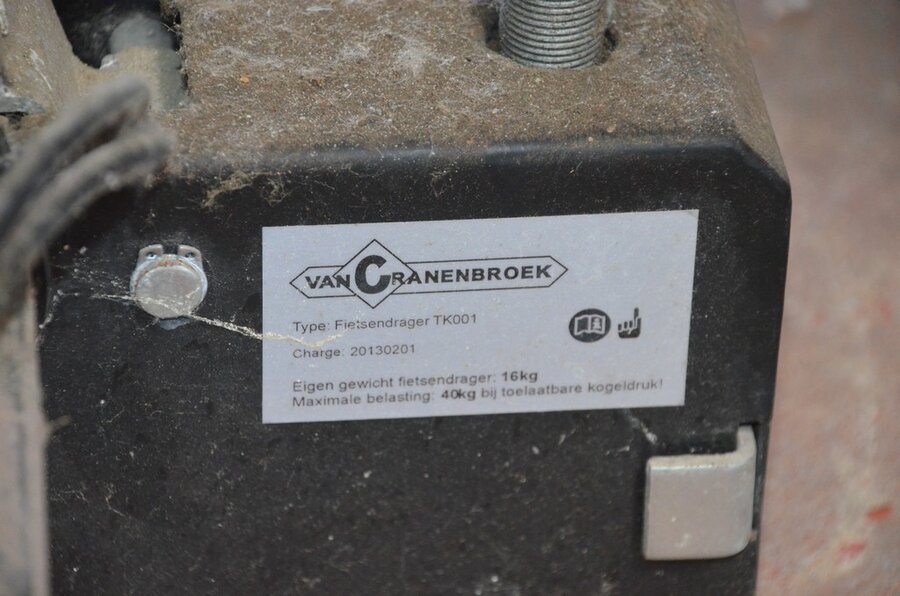 VAN CRANENBROEK
Type: Fietsendrager TK001
Charge: 20130201
Eigen gewicht fietsendrager: 16kg
Maximale belasting: 40kg bij toelaatbare kogeldruk!